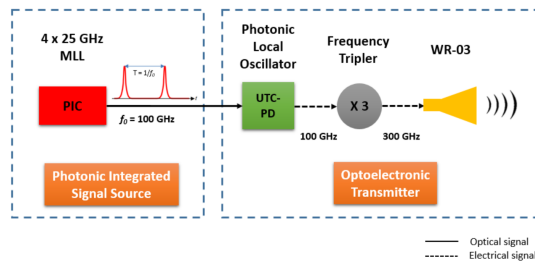 4 x 25 GHz
MLL
PIC
T = 1/f₀
t
f₀ = 100 GHz
Photonic Integrated
Signal Source
Photonic
Local
Oscillator
UTC-
PD
100 GHz
Frequency
Tripler
X 3
300 GHz
WR-03
Optoelectronic
Transmitter
Optical signal
Electrical signal